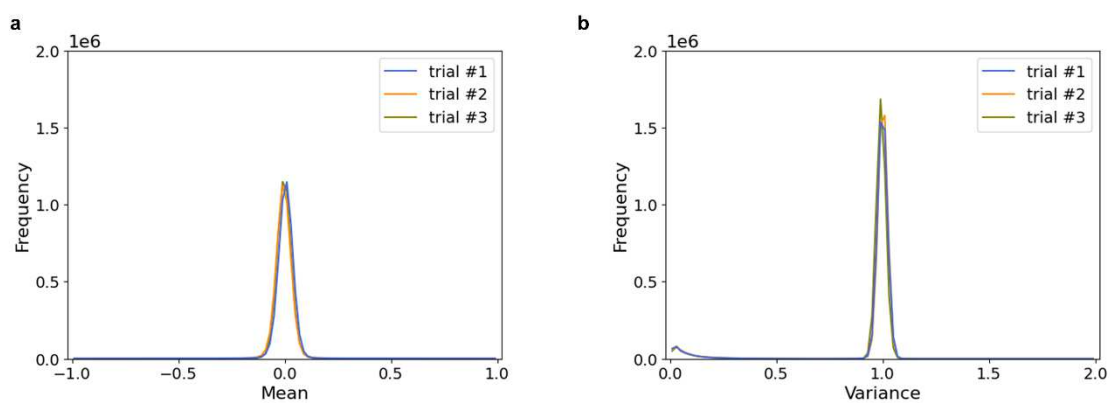 a
1e6
2.0
1.5
1.0
0.5
0.0
Frequency
trial #1
trial #2
trial #3
−1.0 −0.5 0.0 0.5 1.0
Mean
b
1e6
2.0
1.5
1.0
0.5
0.0
Frequency
trial #1
trial #2
trial #3
0.0 0.5 1.0 1.5 2.0
Variance